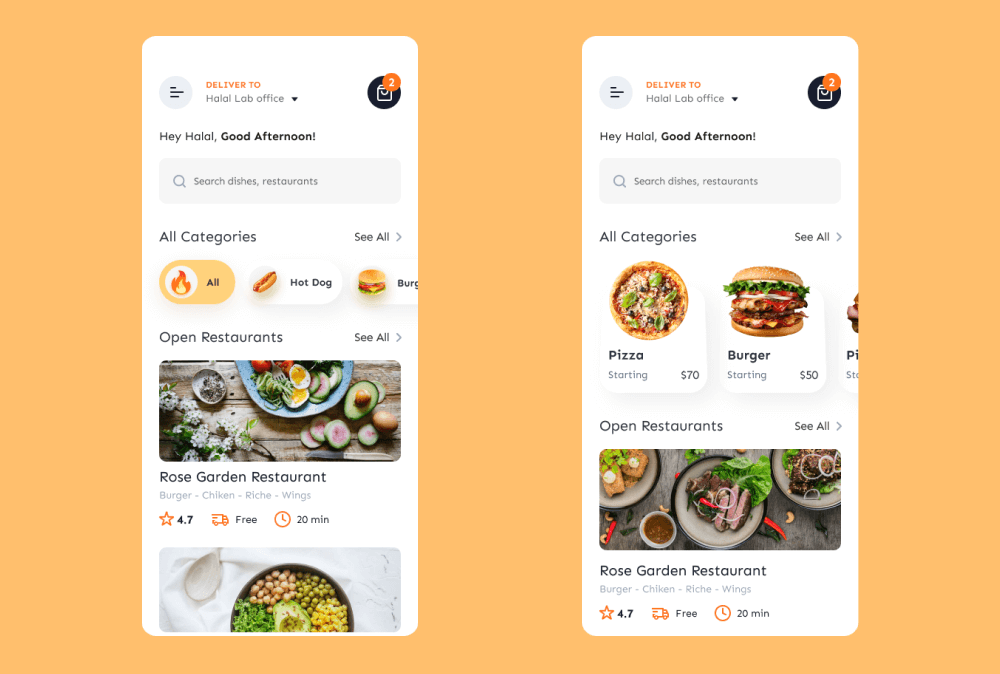 DELIVER TO
Halal Lab office
2
Hey Halal, Good Afternoon!
Search dishes, restaurants
All Categories
See All
All
Hot Dog
Burg
Open Restaurants
See All
Rose Garden Restaurant
Burger - Chiken - Riche - Wings
4.7
Free
20 min
DELIVER TO
Halal Lab office
2
Hey Halal, Good Afternoon!
Search dishes, restaurants
All Categories
See All
Pizza
Starting
$70
Burger
Starting
$50
Pi
Sta
Open Restaurants
See All
Rose Garden Restaurant
Burger - Chiken - Riche - Wings
4.7
Free
20 min